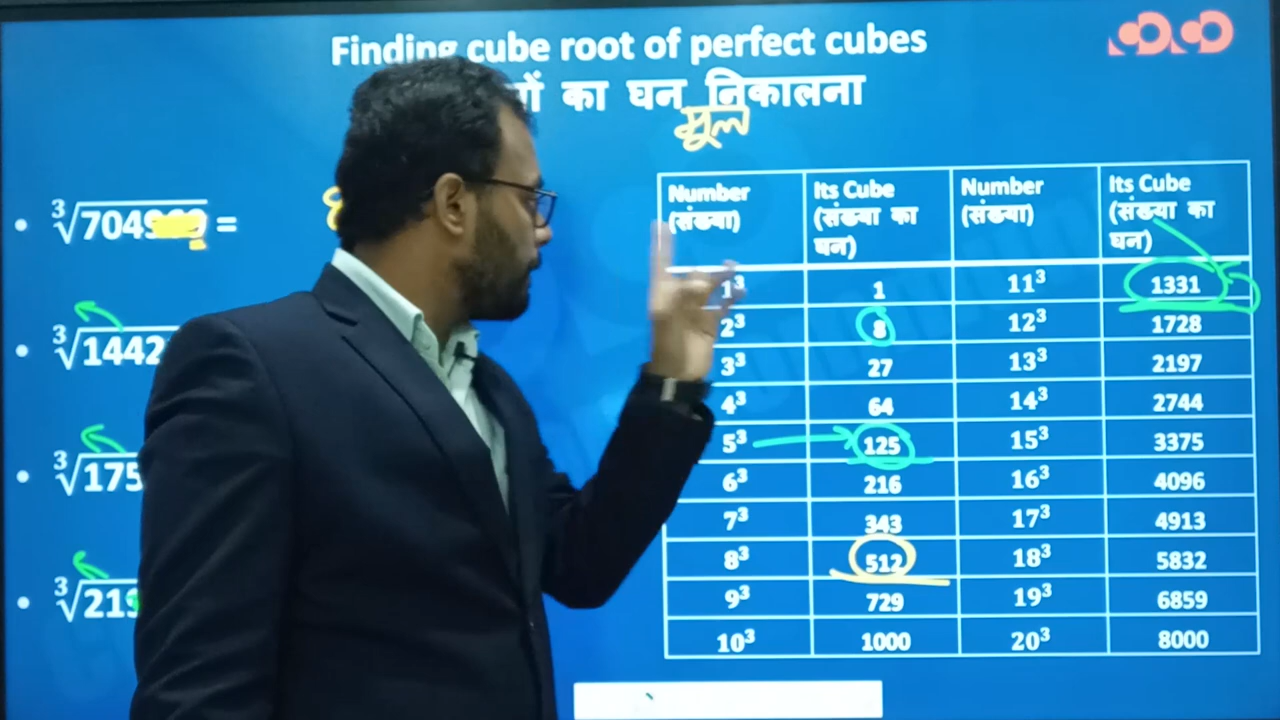 Finding cube root of perfect cubes
का घन निकालना
मूल
• ∛704 =
• ∛1442
• ∛175
• ∛219
Number (संख्या) Its Cube (संख्या का घन) Number (संख्या) Its Cube (संख्या का घन)
1³ 1 11³ 1331
2³ 8 12³ 1728
3³ 27 13³ 2197
4³ 64 14³ 2744
5³ 125 15³ 3375
6³ 216 16³ 4096
7³ 343 17³ 4913
8³ 512 18³ 5832
9³ 729 19³ 6859
10³ 1000 20³ 8000